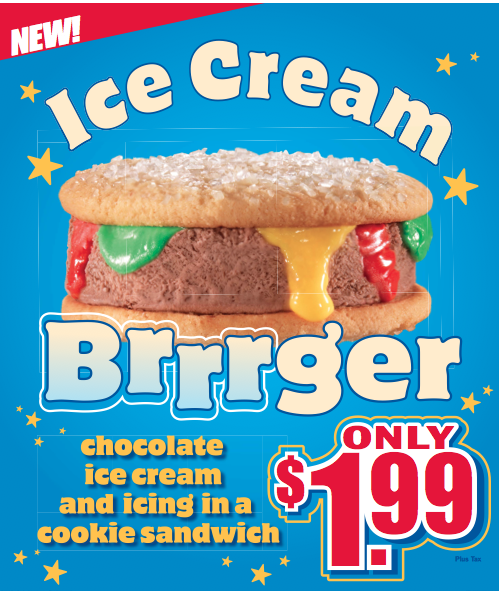 NEW!
Ice Cream
Brrrger
chocolate
ice cream
and icing in a
cookie sandwich
ONLY
$1.99
Plus Tax